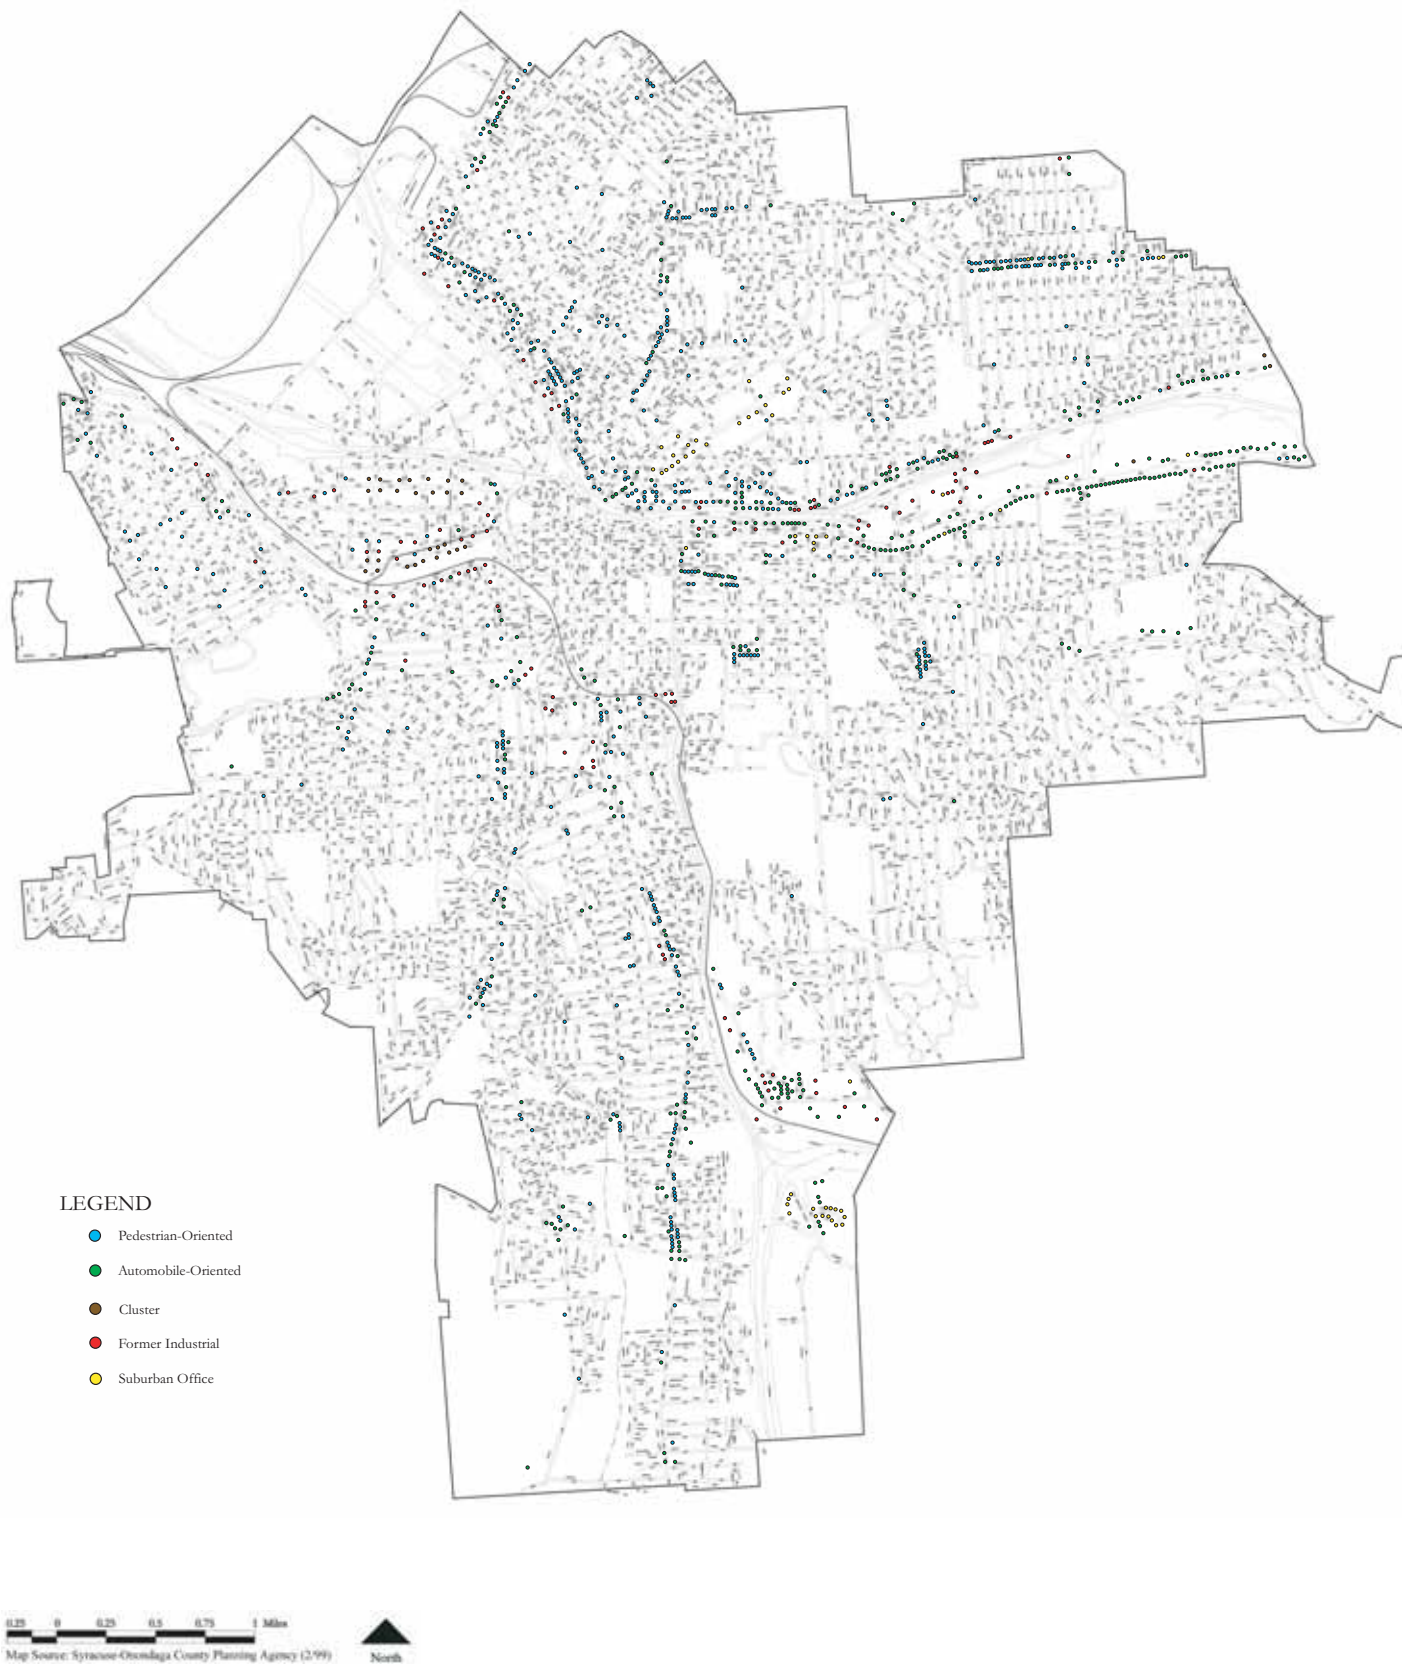 LEGEND
Pedestrian-Oriented
Automobile-Oriented
Cluster
Former Industrial
Suburban Office
0.25 0 0.25 0.5 0.75 1 Miles
Map Source: Syracuse-Onondaga County Planning Agency (2/99)
North